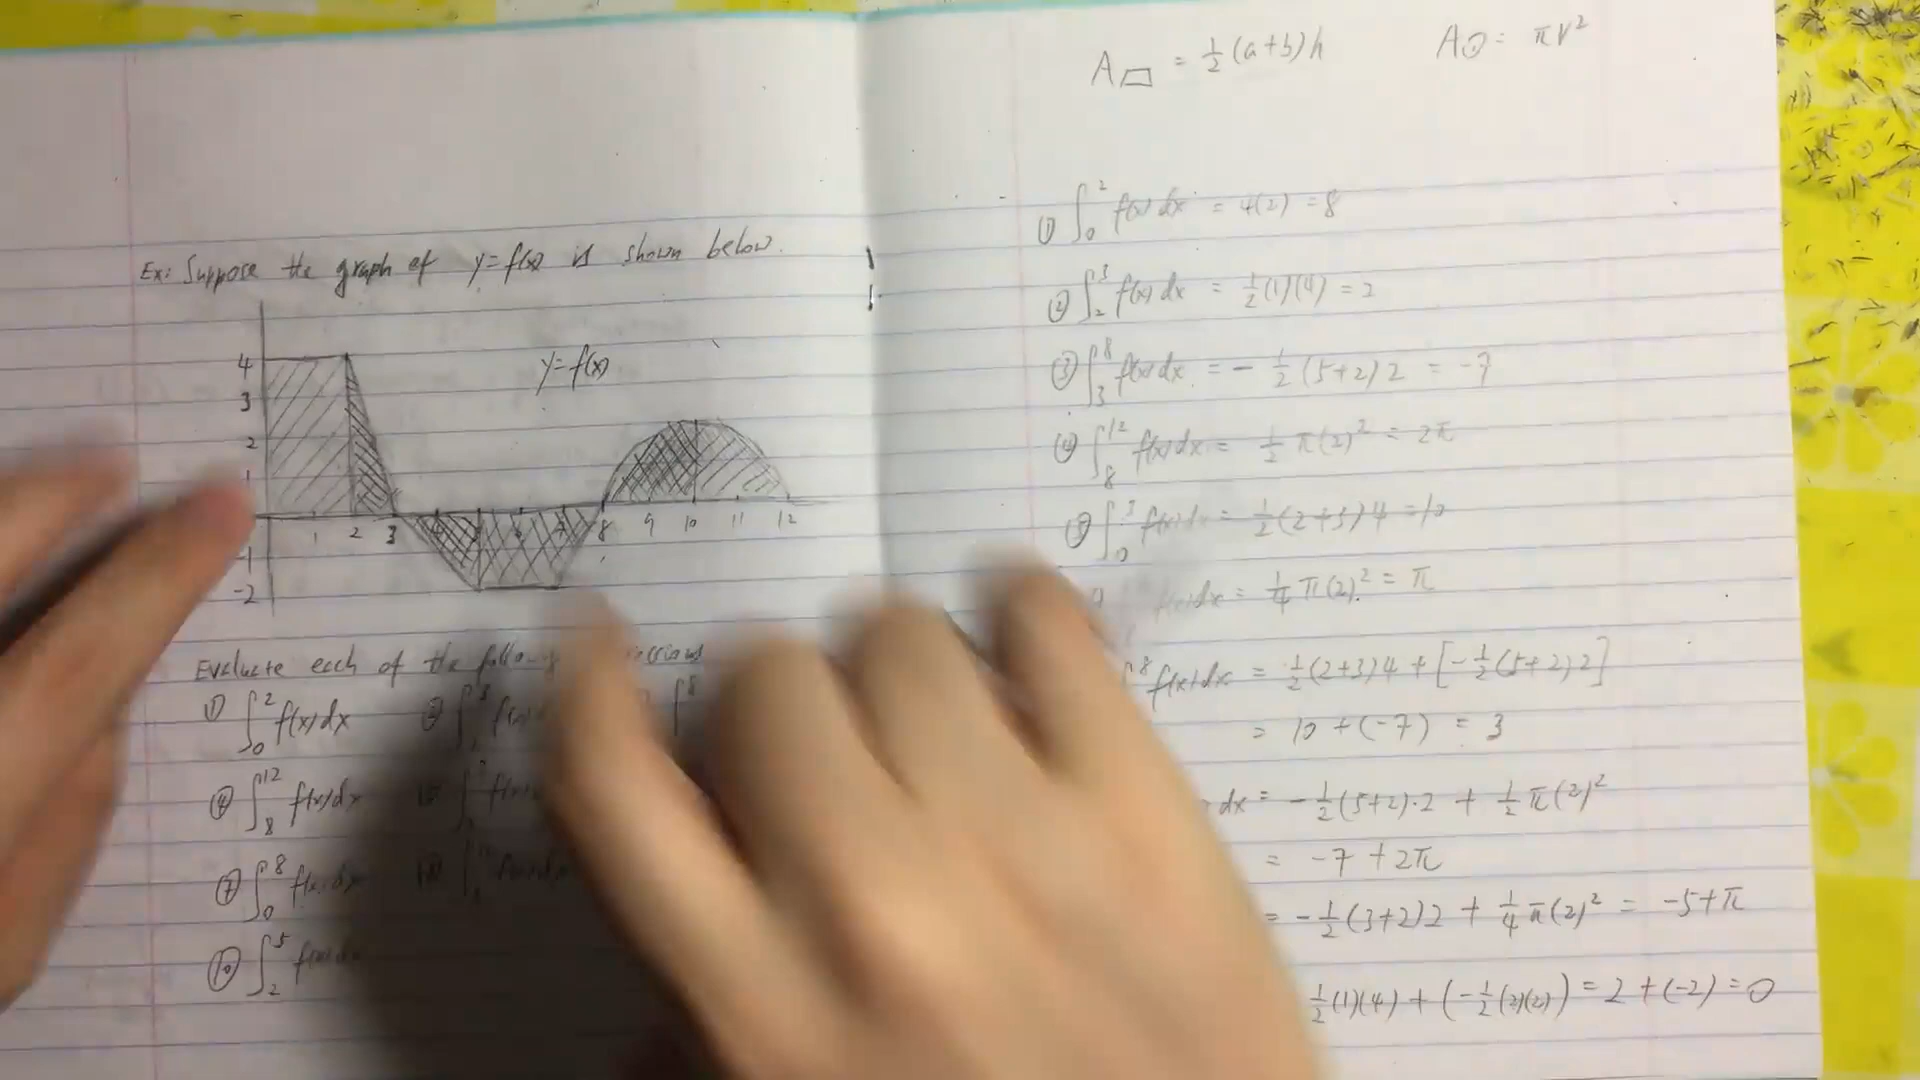 Ex: Suppose the graph of y=f(x) is shown below.
4
3
2
1
y=f(x)
1 2 3 6 7 8 9 10 11 12
-1
-2
Evaluate each of the
① ∫₀² f(x)dx ②
④ ∫₈¹² f(x)dx
⑦ ∫₀⁸ f(x)dx
⑩ ∫₂⁵ f(x)dx
A▱ = ½(a+b)h A⊙ = πr²
① ∫₀² f(x)dx = 4(2) = 8
② ∫₂³ f(x)dx = ½(1)(4) = 2
③ ∫₃⁸ f(x)dx = - ½(5+2)2 = -7
④ ∫₈¹² f(x)dx = ½π(2)² = 2π
⑤ ∫₀³ f(x)dx = ½(2+3)4 = 10
f(x)dx = ¼π(2)² = π
⁸ f(x)dx = ½(2+3)4 + [-½(5+2)2]
= 10 + (-7) = 3
dx = -½(5+2)·2 + ½π(2)²
= -7 + 2π
= -½(3+2)2 + ¼π(2)² = -5+π
½(1)(4) + (-½(2)(2)) = 2 + (-2) = 0